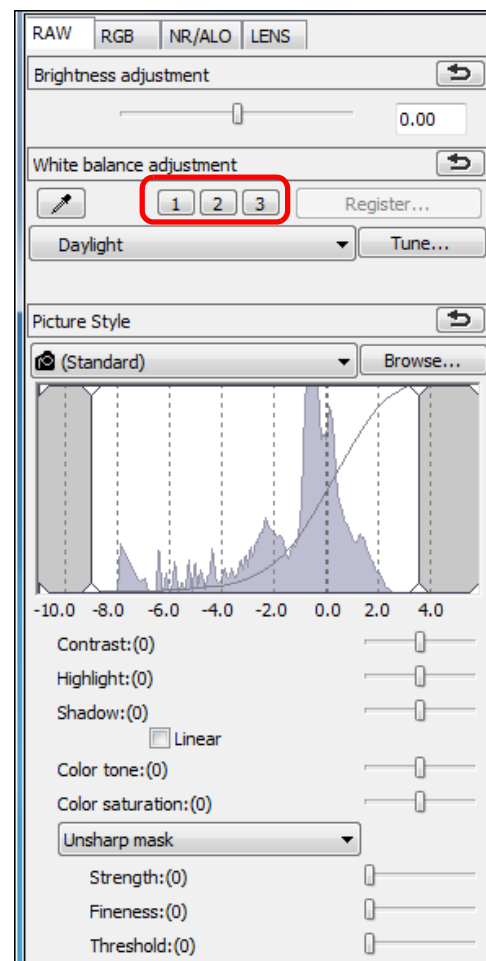 RAW RGB NR/ALO LENS
Brightness adjustment
0.00
White balance adjustment
1 2 3 Register...
Daylight Tune...
Picture Style
(Standard) Browse...
-10.0 -8.0 -6.0 -4.0 -2.0 0.0 2.0 4.0
Contrast:(0)
Highlight:(0)
Shadow:(0)
Linear
Color tone:(0)
Color saturation:(0)
Unsharp mask
Strength:(0)
Fineness:(0)
Threshold:(0)